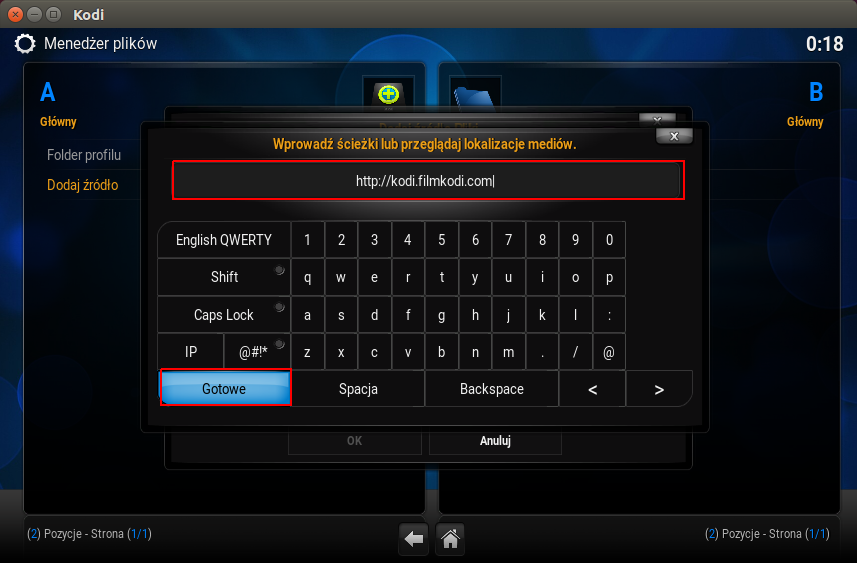 Kodi
Menedżer plików
0:18
A
B
Główny
Główny
Folder profilu
Dodaj źródło
Wprowadź ścieżki lub przeglądaj lokalizacje mediów.
http://kodi.filmkodi.com
English QWERTY 1 2 3 4 5 6 7 8 9 0
Shift q w e r t y u i o p
Caps Lock a s d f g h j k l :
IP @#!* z x c v b n m . / @
Gotowe Spacja Backspace < >
OK Anuluj
(2) Pozycje - Strona (1/1)
(2) Pozycje - Strona (1/1)